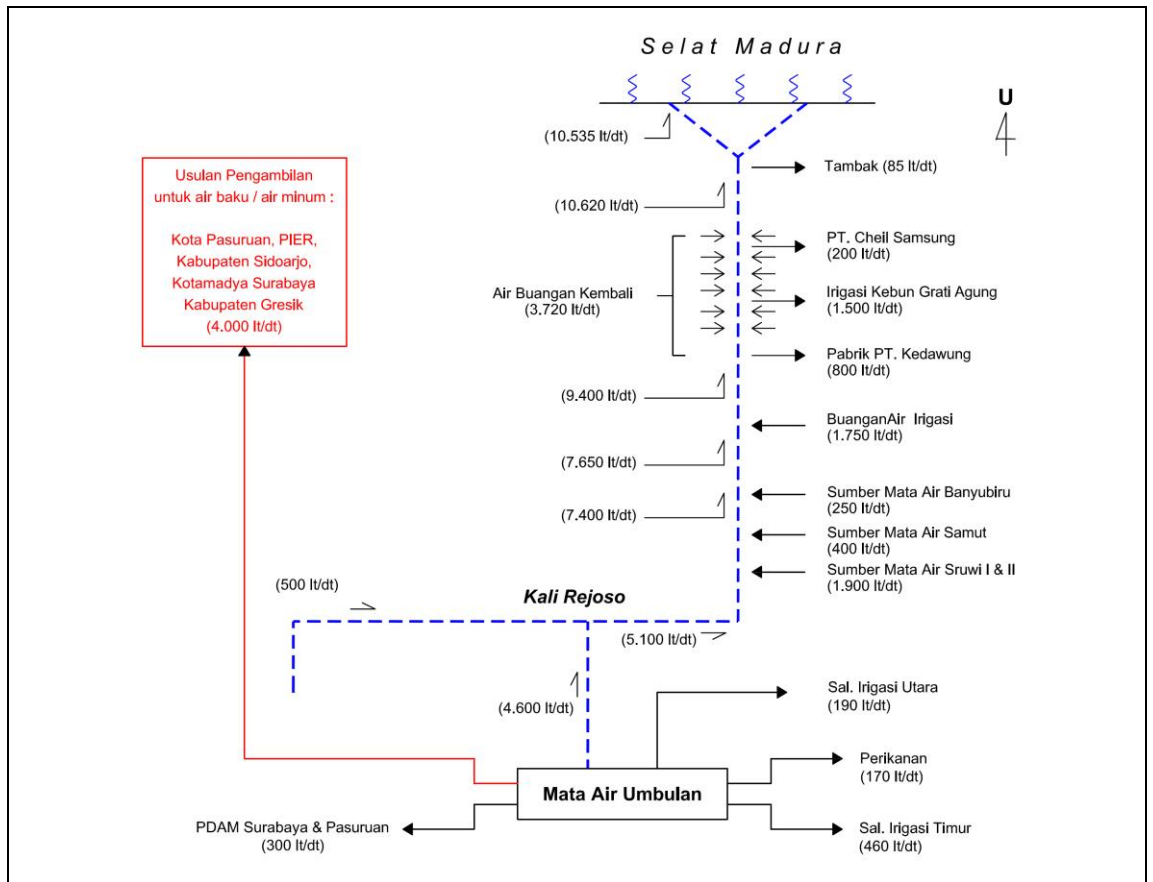 Selat Madura
U
(10.535 lt/dt)
Tambak (85 lt/dt)
(10.620 lt/dt)
Usulan Pengambilan
untuk air baku / air minum :
Kota Pasuruan, PIER,
Kabupaten Sidoarjo,
Kotamadya Surabaya
Kabupaten Gresik
(4.000 lt/dt)
Air Buangan Kembali
(3.720 lt/dt)
PT. Cheil Samsung
(200 lt/dt)
Irigasi Kebun Grati Agung
(1.500 lt/dt)
Pabrik PT. Kedawung
(800 lt/dt)
(9.400 lt/dt)
BuanganAir Irigasi
(1.750 lt/dt)
(7.650 lt/dt)
Sumber Mata Air Banyubiru
(250 lt/dt)
(7.400 lt/dt)
Sumber Mata Air Samut
(400 lt/dt)
Sumber Mata Air Sruwi I & II
(1.900 lt/dt)
(500 lt/dt)
Kali Rejoso
(5.100 lt/dt)
(4.600 lt/dt)
Sal. Irigasi Utara
(190 lt/dt)
Perikanan
(170 lt/dt)
Mata Air Umbulan
PDAM Surabaya & Pasuruan
(300 lt/dt)
Sal. Irigasi Timur
(460 lt/dt)